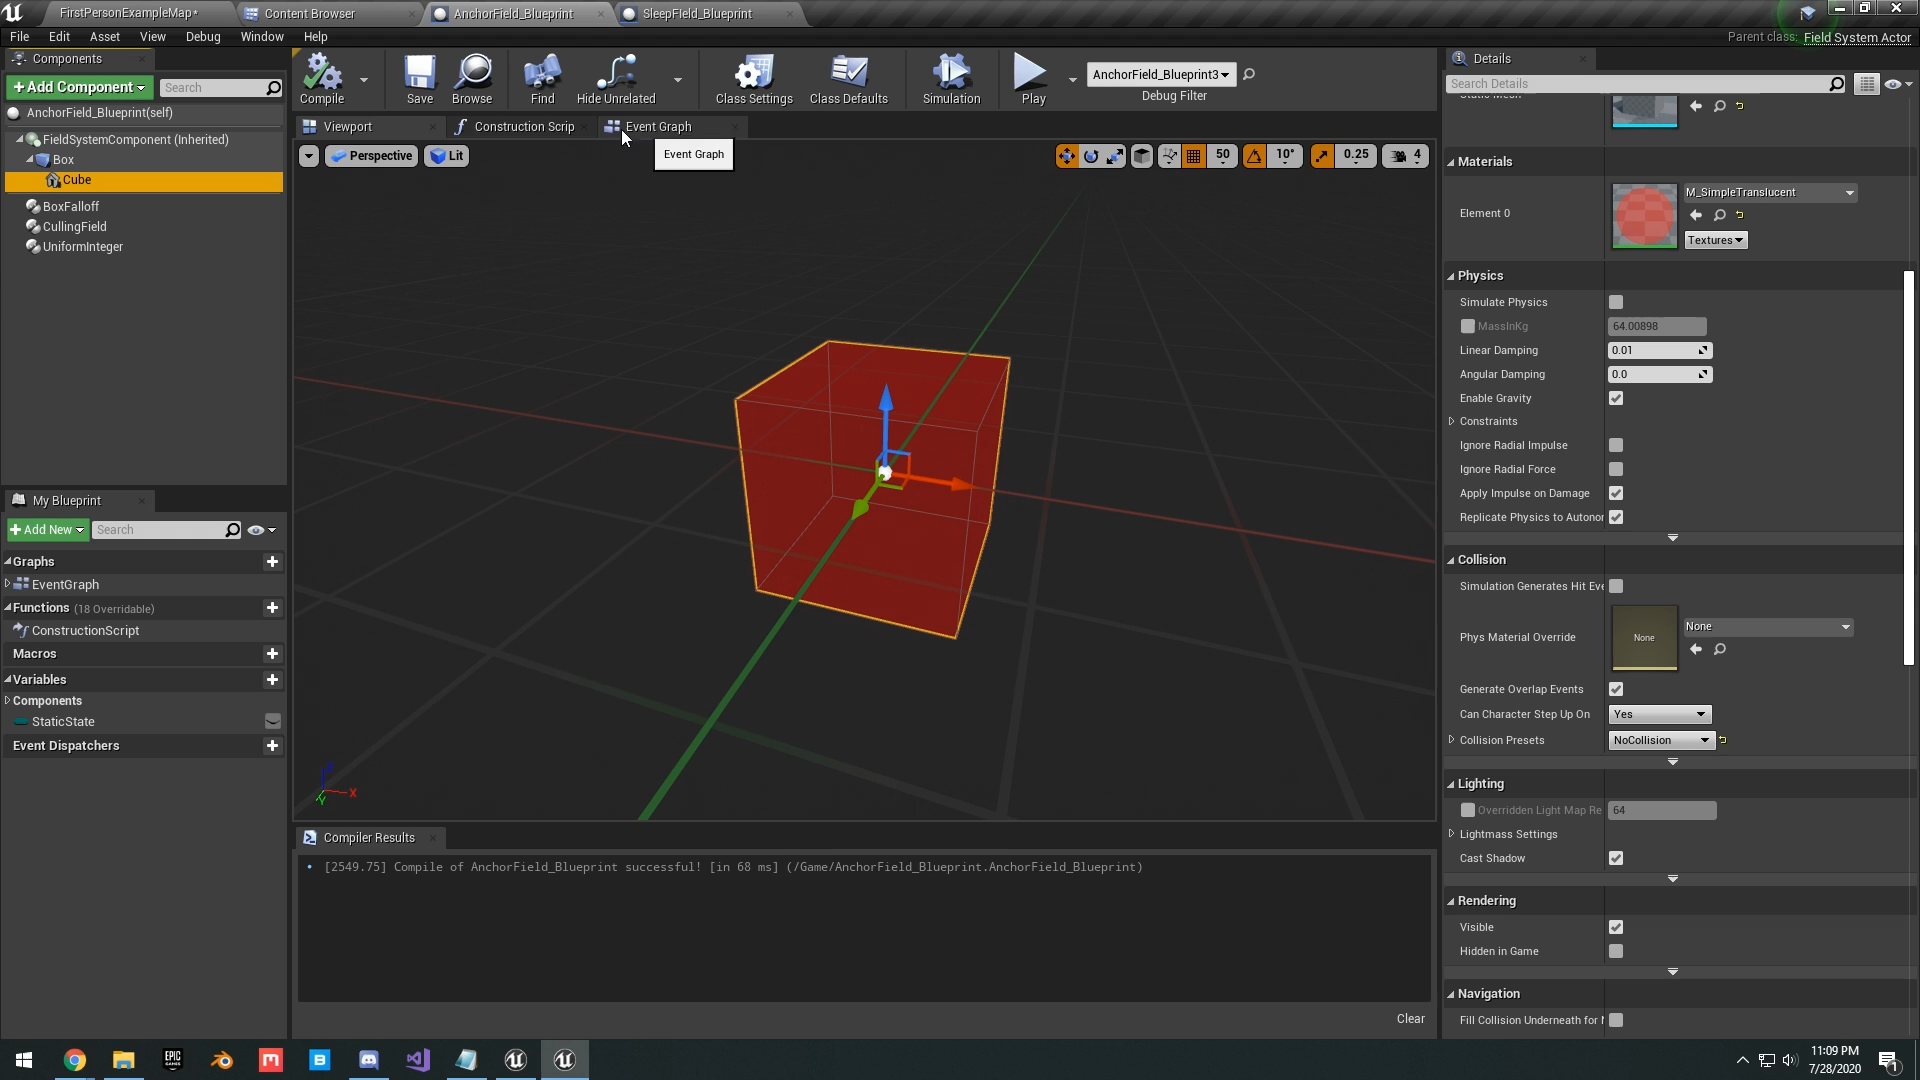 FirstPersonExampleMap*
Content Browser
AnchorField_Blueprint
SleepField_Blueprint
File Edit Asset View Debug Window Help
Parent class: Field System Actor
Components
+Add Component
Search
AnchorField_Blueprint(self)
FieldSystemComponent (Inherited)
Box
Cube
BoxFalloff
CullingField
UniformInteger
My Blueprint
+Add New
Search
Graphs
EventGraph
Functions (18 Overridable)
ConstructionScript
Macros
Variables
Components
StaticState
Event Dispatchers
Compile
Save
Browse
Find
Hide Unrelated
Class Settings
Class Defaults
Simulation
Play
AnchorField_Blueprint3
Debug Filter
Viewport
Construction Scrip
Event Graph
Event Graph
Perspective
Lit
50
10°
0.25
4
X
Y
Compiler Results
[2549.75] Compile of AnchorField_Blueprint successful! [in 68 ms] (/Game/AnchorField_Blueprint.AnchorField_Blueprint)
Clear
Details
Search Details
Materials
Element 0
M_SimpleTranslucent
Textures
Physics
Simulate Physics
MassInKg 64.00898
Linear Damping 0.01
Angular Damping 0.0
Enable Gravity
Constraints
Ignore Radial Impulse
Ignore Radial Force
Apply Impulse on Damage
Replicate Physics to Autonor
Collision
Simulation Generates Hit Eve
Phys Material Override
None
None
Generate Overlap Events
Can Character Step Up On Yes
Collision Presets NoCollision
Lighting
Overridden Light Map Re 64
Lightmass Settings
Cast Shadow
Rendering
Visible
Hidden in Game
Navigation
Fill Collision Underneath for
EPIC
GAMES
11:09 PM
7/28/2020
1